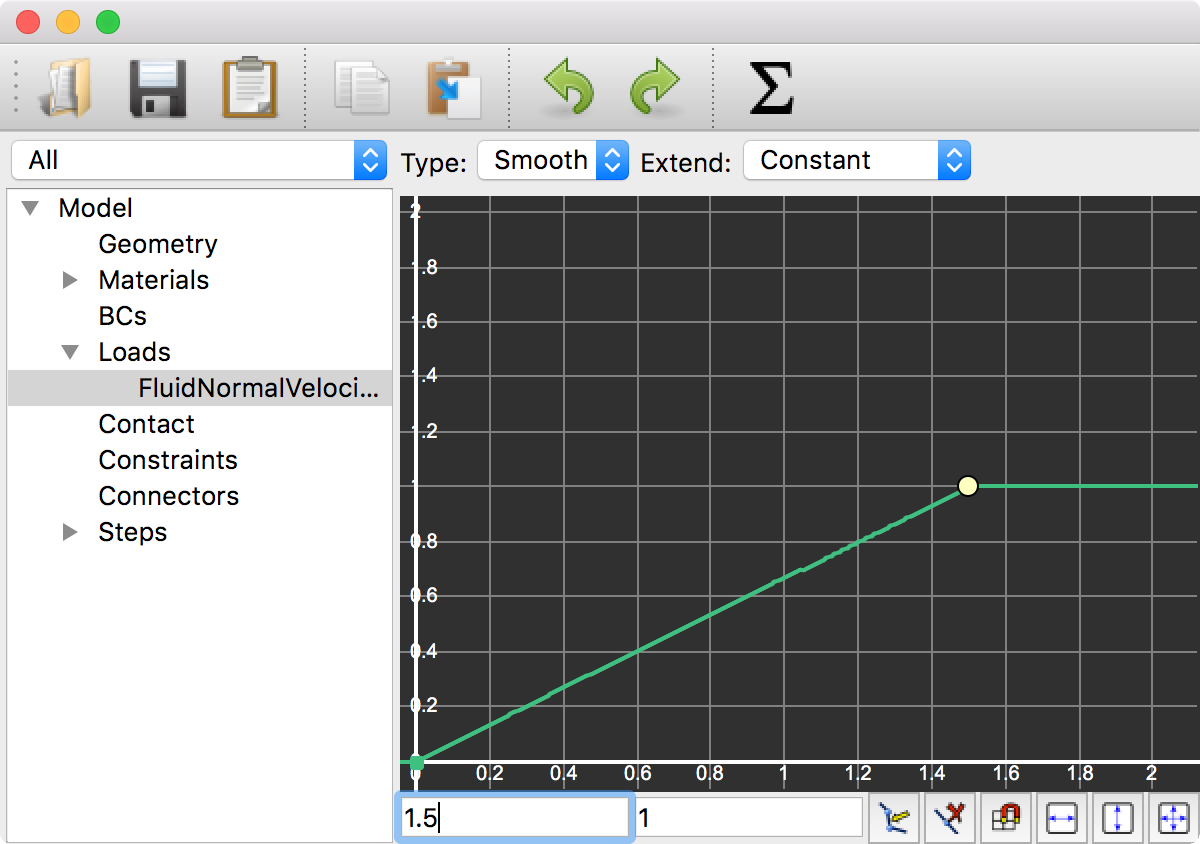 Σ
All
Type: Smooth Extend: Constant
Model
Geometry
Materials
BCs
Loads
FluidNormalVeloci...
Contact
Constraints
Connectors
Steps
2
1.8
1.6
1.4
1.2
1
0.8
0.6
0.4
0.2
0
0 0.2 0.4 0.6 0.8 1 1.2 1.4 1.6 1.8 2
1.5 1